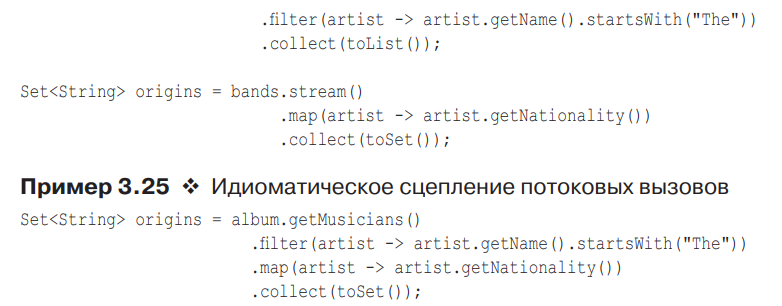 .filter(artist -> artist.getName().startsWith("The"))
.collect(toList());
Set<String> origins = bands.stream()
.map(artist -> artist.getNationality())
.collect(toSet());
Пример 3.25 ❖ Идиоматическое сцепление потоковых вызовов
Set<String> origins = album.getMusicians()
.filter(artist -> artist.getName().startsWith("The"))
.map(artist -> artist.getNationality())
.collect(toSet());